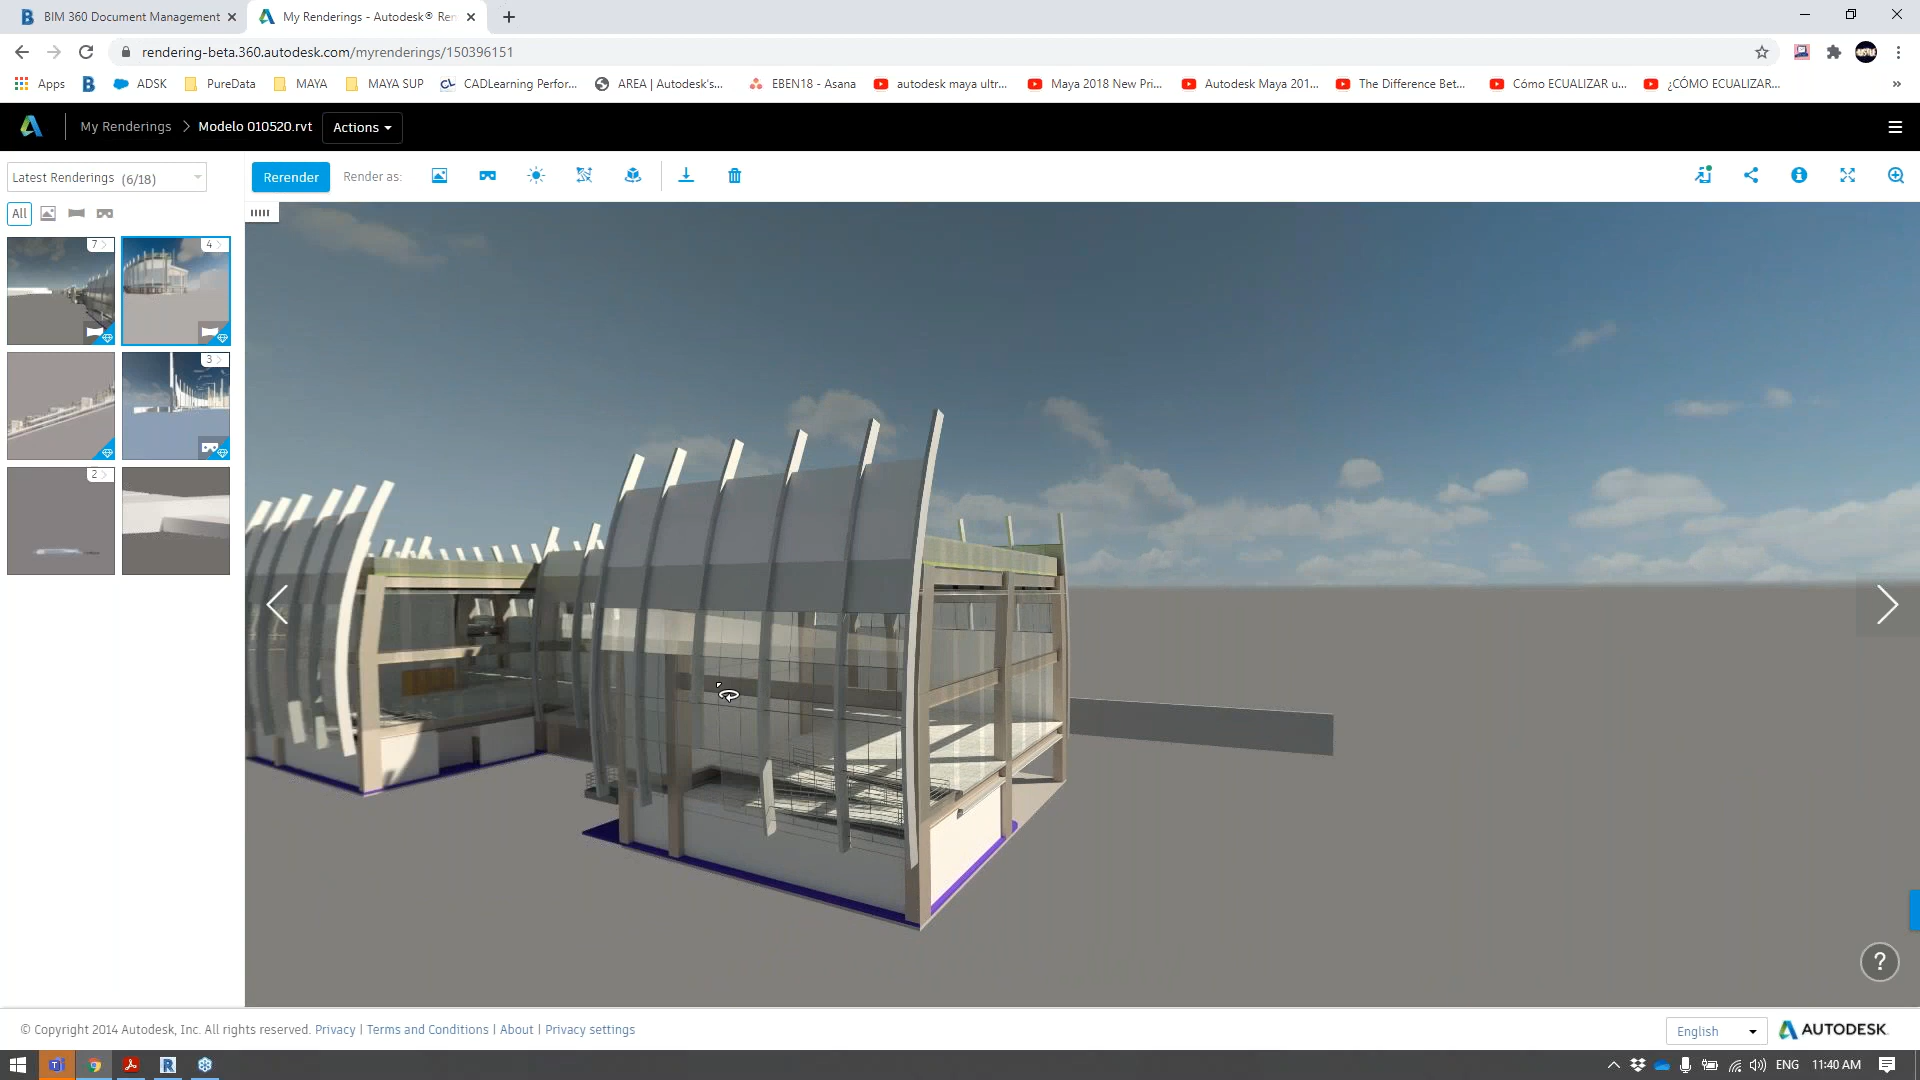 BIM 360 Document Management
My Renderings - Autodesk® Ren
rendering-beta.360.autodesk.com/myrenderings/150396151
Apps
ADSK
PureData
MAYA
MAYA SUP
CADLearning Perfor...
AREA | Autodesk's...
EBEN18 - Asana
autodesk maya ultr...
Maya 2018 New Pri...
Autodesk Maya 201...
The Difference Bet...
Cómo ECUALIZAR u...
¿CÓMO ECUALIZAR...
My Renderings > Modelo 010520.rvt
Actions
Latest Renderings (6/18)
Rerender
Render as:
All
7
4
3
2
?
© Copyright 2014 Autodesk, Inc. All rights reserved. Privacy | Terms and Conditions | About | Privacy settings
English
AUTODESK.
ENG
11:40 AM